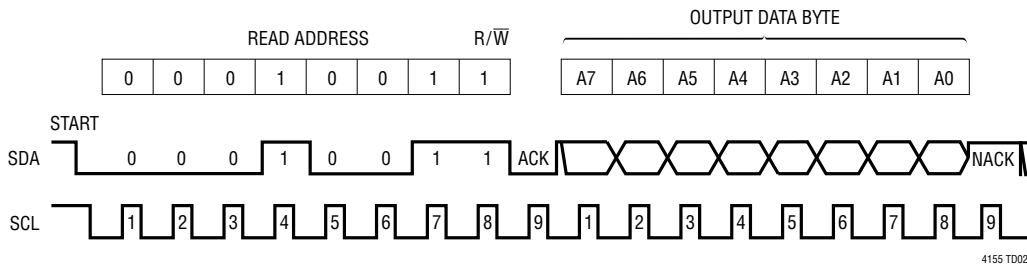 OUTPUT DATA BYTE
READ ADDRESS R/W̅
0 0 0 1 0 0 1 1 A7 A6 A5 A4 A3 A2 A1 A0
START
SDA 0 0 0 1 0 0 1 1 ACK NACK
SCL 1 2 3 4 5 6 7 8 9 1 2 3 4 5 6 7 8 9
4155 TD02